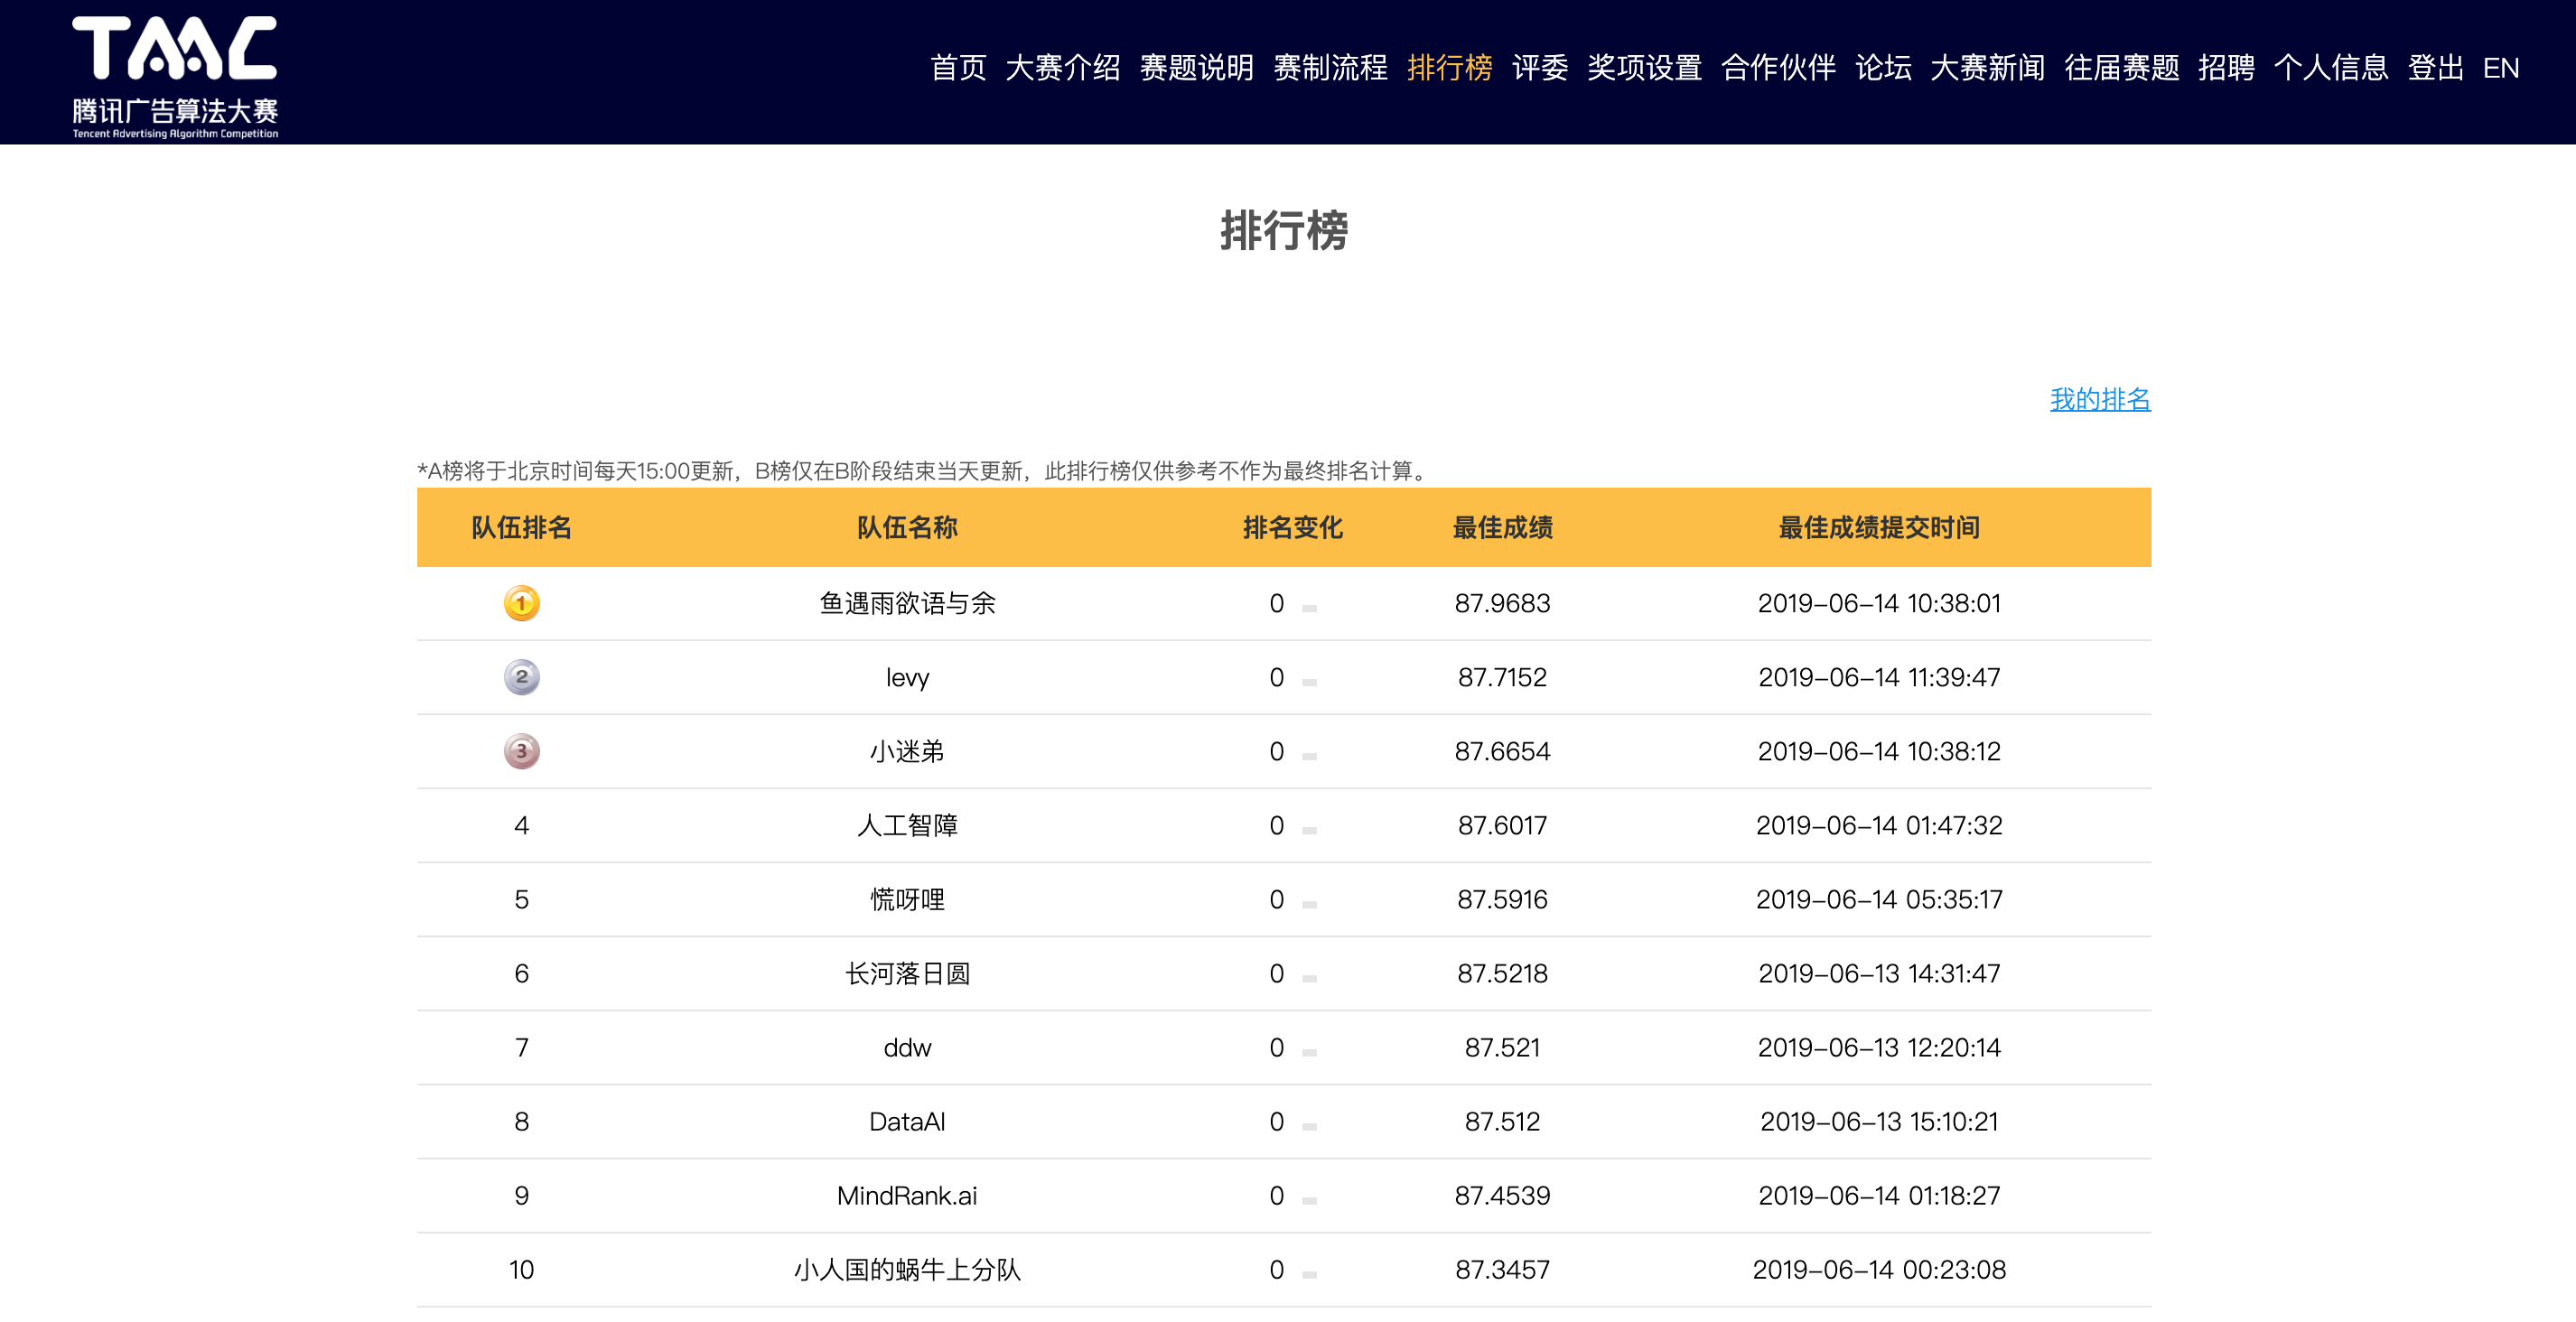 TAAC
腾讯广告算法大赛
Tencent Advertising Algorithm Competition
首页 大赛介绍 赛题说明 赛制流程 排行榜 评委 奖项设置 合作伙伴 论坛 大赛新闻 往届赛题 招聘 个人信息 登出 EN
排行榜
我的排名
*A榜将于北京时间每天15:00更新，B榜仅在B阶段结束当天更新，此排行榜仅供参考不作为最终排名计算。
队伍排名 队伍名称 排名变化 最佳成绩 最佳成绩提交时间
1 鱼遇雨欲语与余 0 87.9683 2019-06-14 10:38:01
2 levy 0 87.7152 2019-06-14 11:39:47
3 小迷弟 0 87.6654 2019-06-14 10:38:12
4 人工智障 0 87.6017 2019-06-14 01:47:32
5 慌呀哩 0 87.5916 2019-06-14 05:35:17
6 长河落日圆 0 87.5218 2019-06-13 14:31:47
7 ddw 0 87.521 2019-06-13 12:20:14
8 DataAI 0 87.512 2019-06-13 15:10:21
9 MindRank.ai 0 87.4539 2019-06-14 01:18:27
10 小人国的蜗牛上分队 0 87.3457 2019-06-14 00:23:08